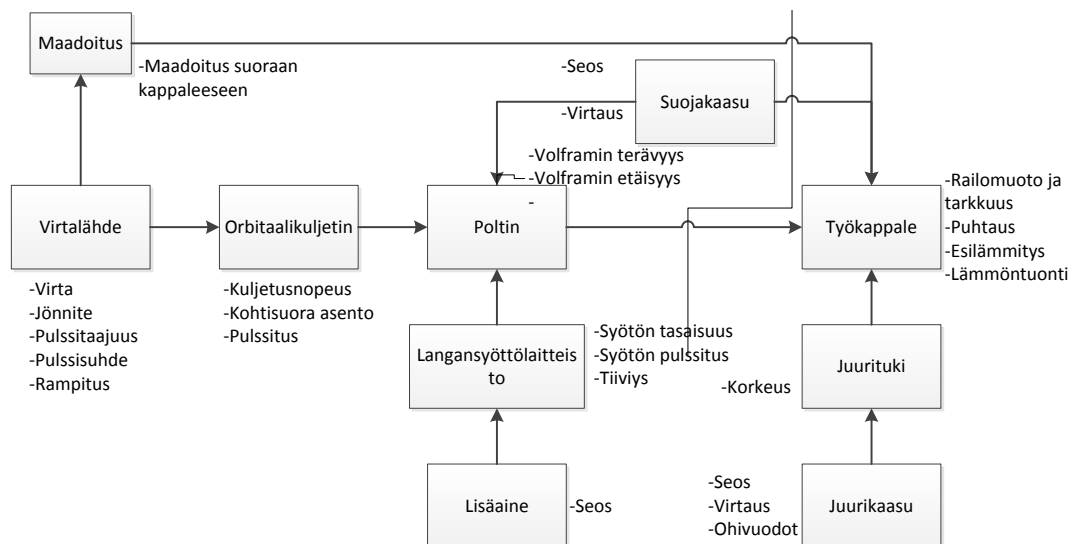 Maadoitus
-Maadoitus suoraan
kappaleeseen
-Seos
-Virtaus
Suojakaasu
-Volframin terävyys
-Volframin etäisyys
-
Virtalähde
Orbitaalikuljetin
Poltin
Työkappale
-Railomuoto ja
tarkkuus
-Puhtaus
-Esilämmitys
-Lämmöntuonti
-Virta
-Jönnite
-Pulssitaajuus
-Pulssisuhde
-Rampitus
-Kuljetusnopeus
-Kohtisuora asento
-Pulssitus
Langansyöttölaitteis
to
-Syötön tasaisuus
-Syötön pulssitus
-Tiiviys
-Korkeus
Juurituki
Lisäaine
-Seos
-Seos
-Virtaus
-Ohivuodot
Juurikaasu